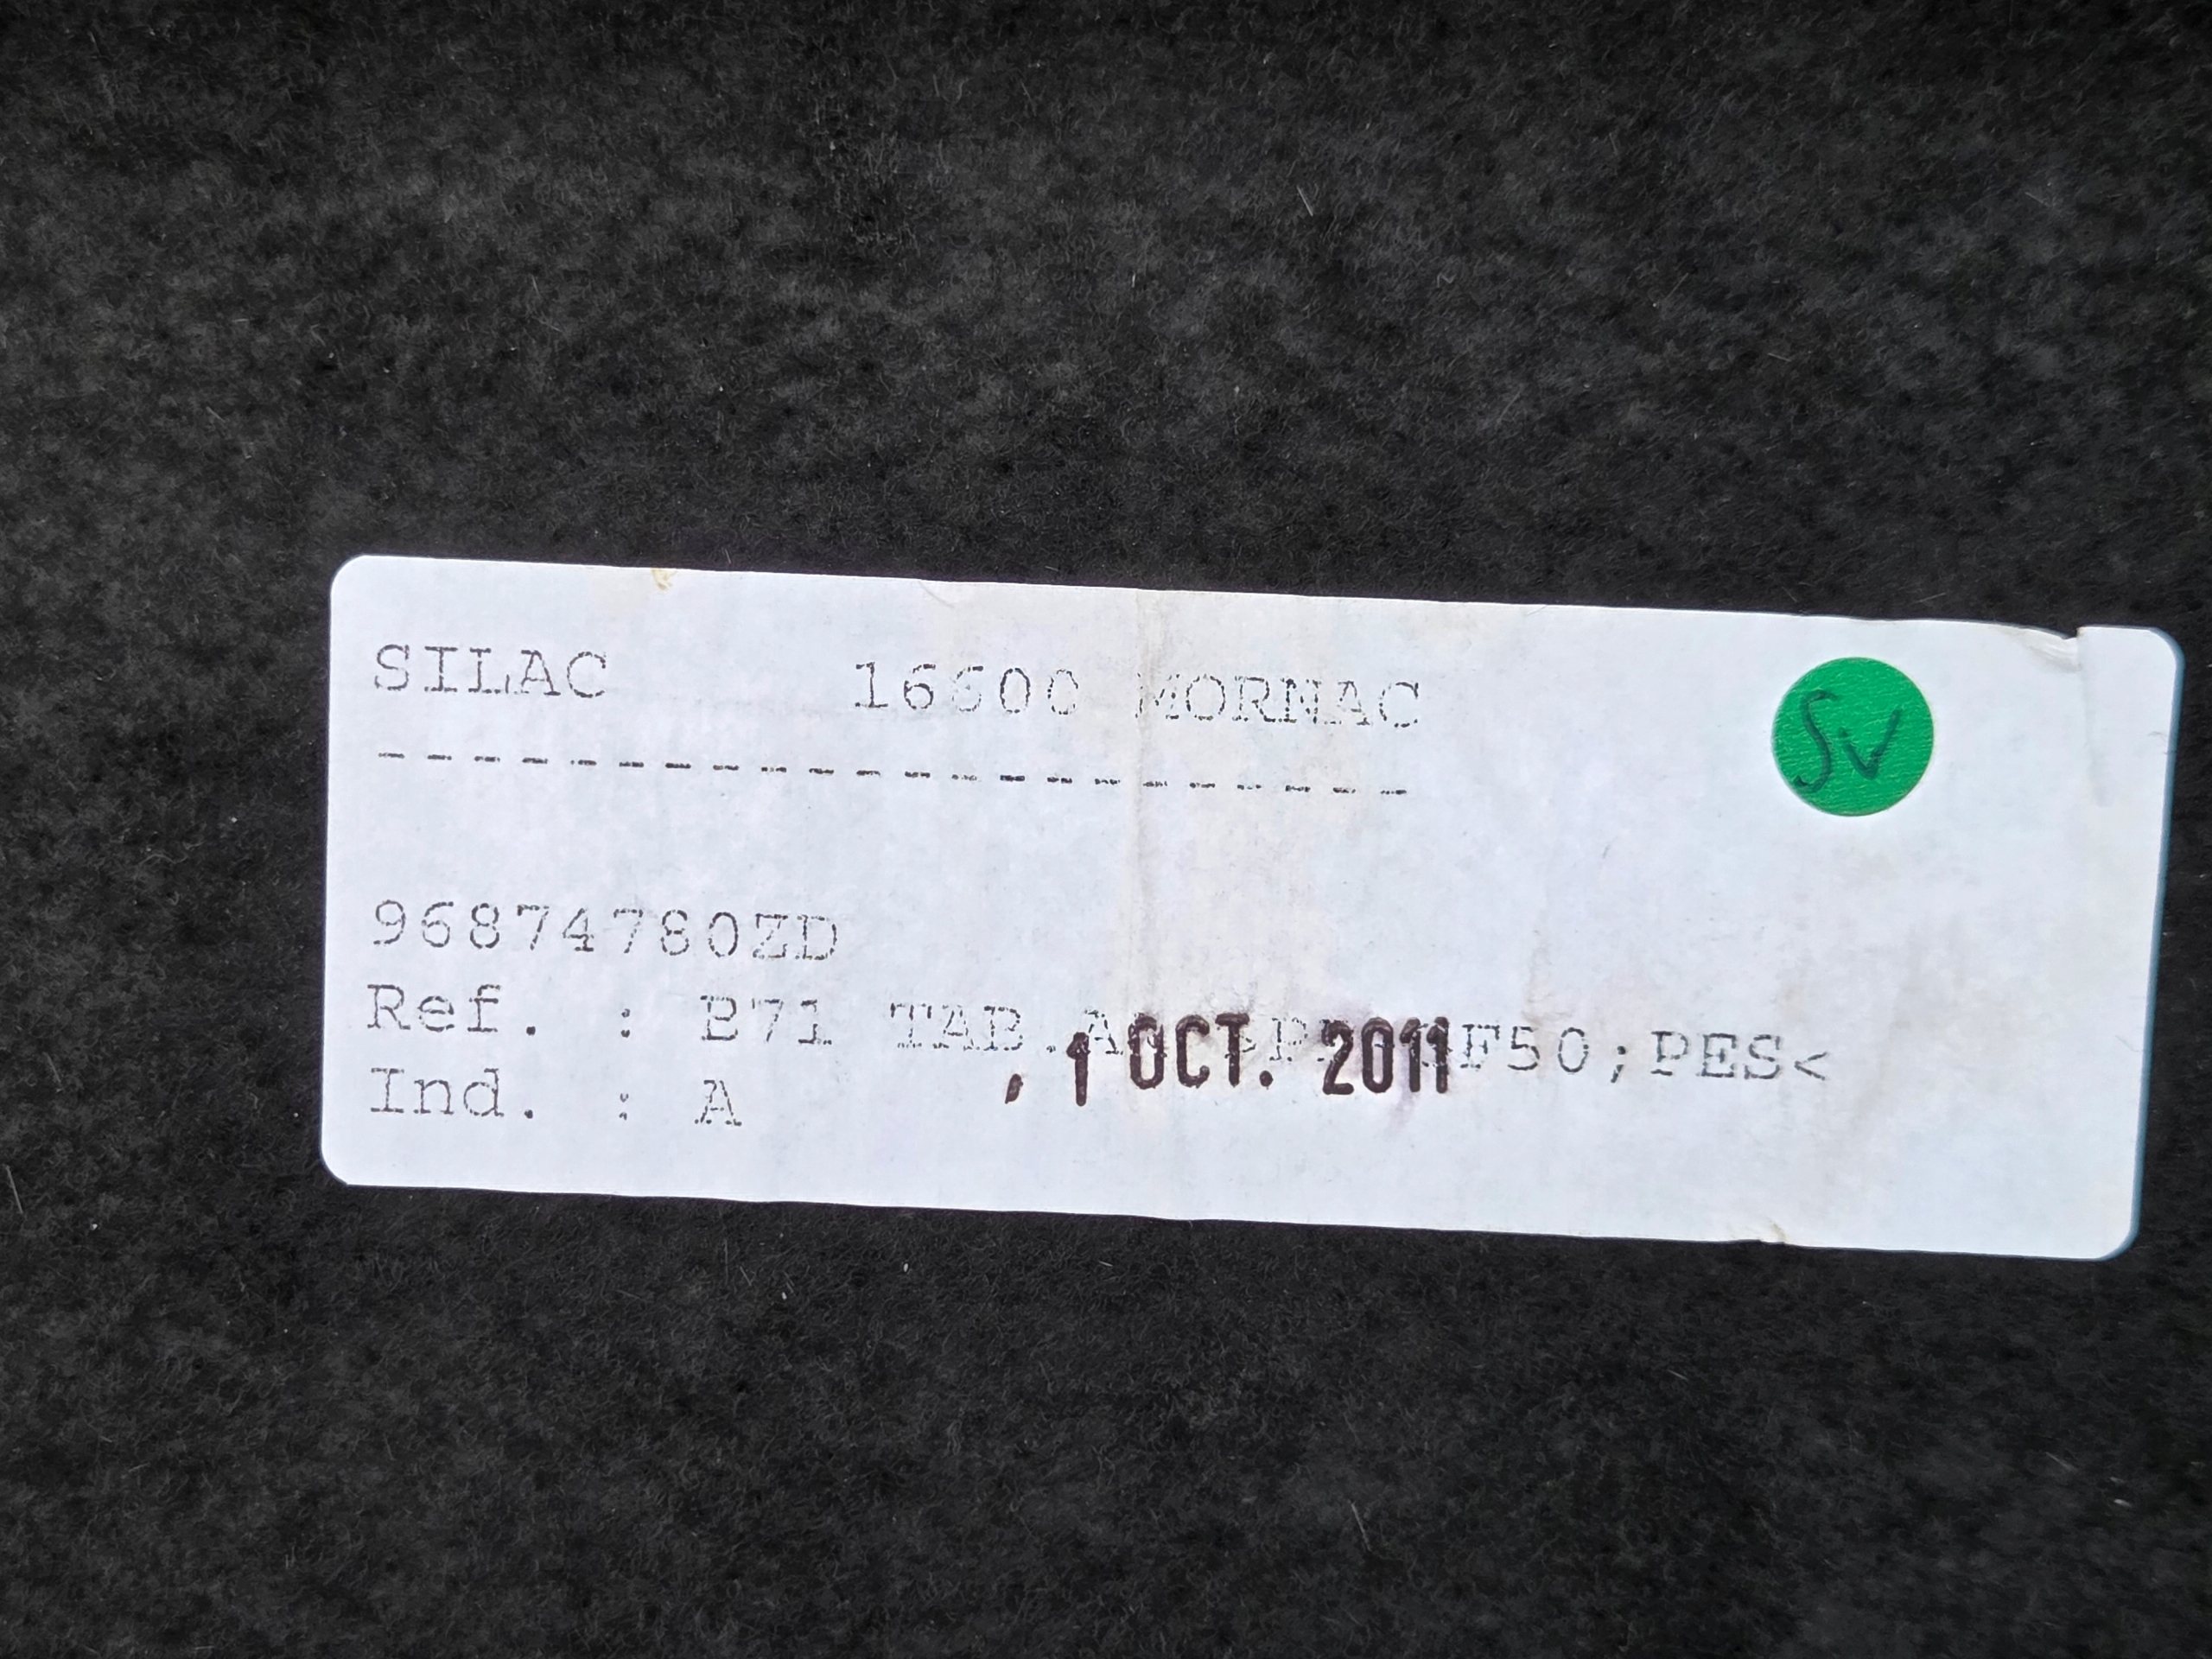 SILAC 16600 MORNAC
--------------------
Sv
96874780ZD
Ref. : B71 TAB. F50;PES<
1 OCT. 2011
Ind. : A